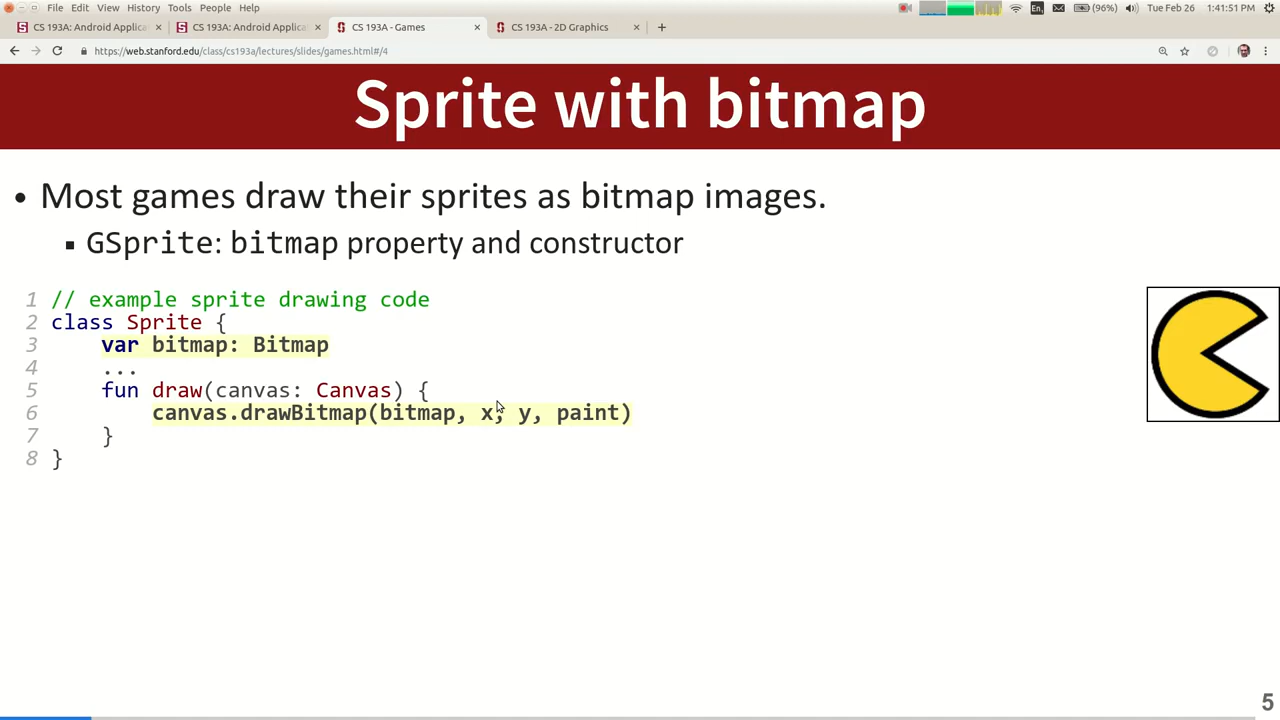 File Edit View History Tools People Help
En
(96%)
Tue Feb 26
1:41:51 PM
CS 193A: Android Applica
CS 193A: Android Applica
CS 193A - Games
CS 193A - 2D Graphics
https://web.stanford.edu/class/cs193a/lectures/slides/games.html#/4
Sprite with bitmap
• Most games draw their sprites as bitmap images.
▪ GSprite: bitmap property and constructor
1 // example sprite drawing code
2 class Sprite {
3 var bitmap: Bitmap
4 ...
5 fun draw(canvas: Canvas) {
6 canvas.drawBitmap(bitmap, x, y, paint)
7 }
8 }
5